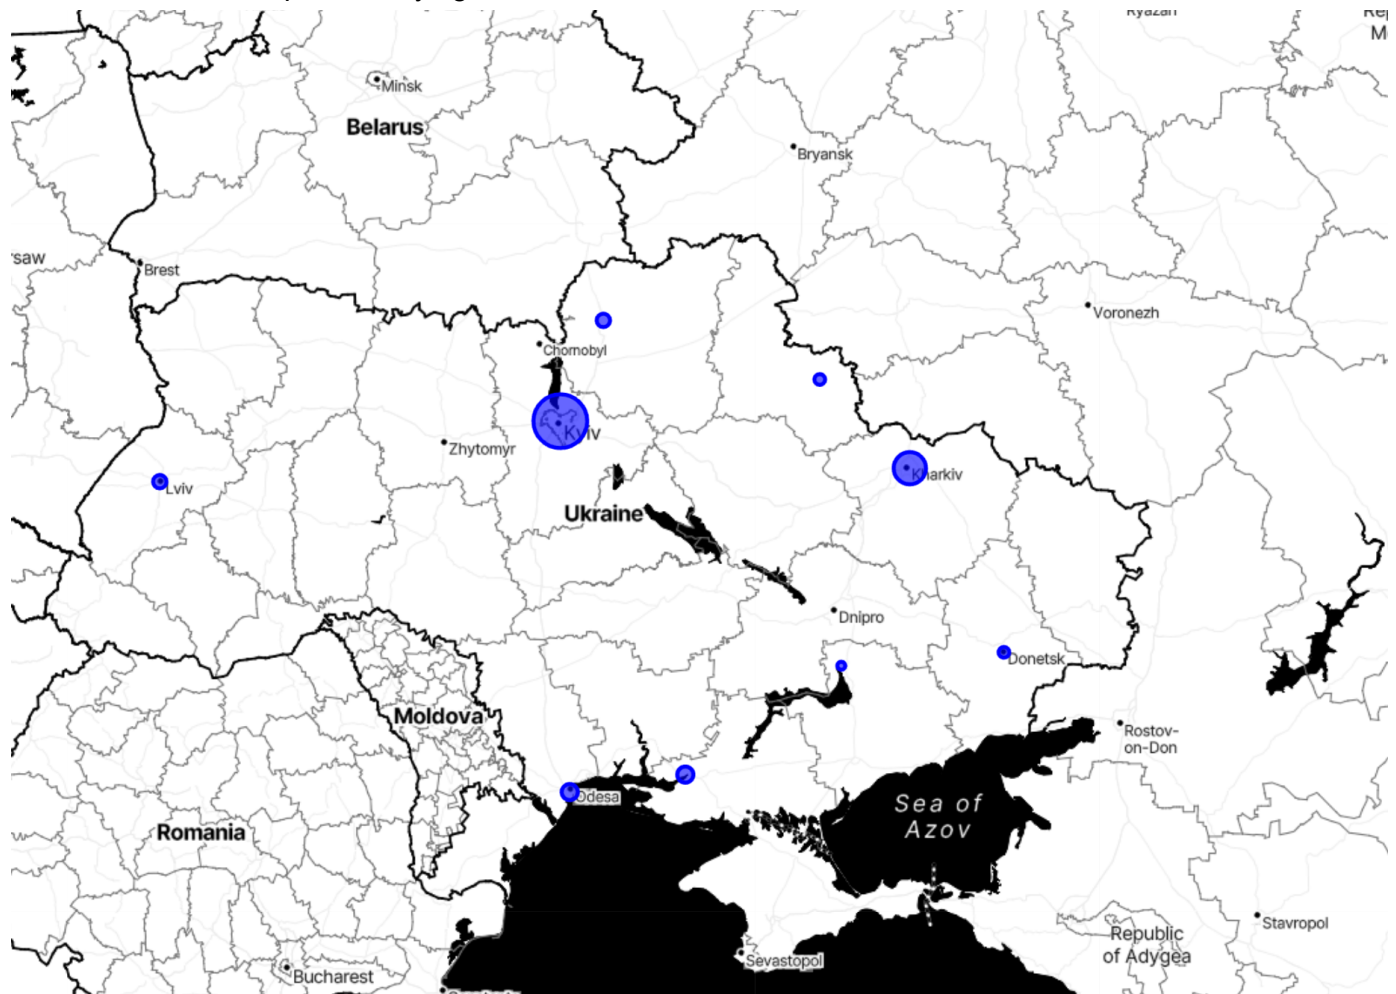 Ryazan
Minsk
Belarus
Bryansk
Brest
Voronezh
Chornobyl
Kyiv
Zhytomyr
Kharkiv
Lviv
Ukraine
Dnipro
Donetsk
Moldova
Rostov-
on-Don
Odesa
Sea of
Azov
Romania
Stavropol
Republic
of Adygea
Sevastopol
Bucharest